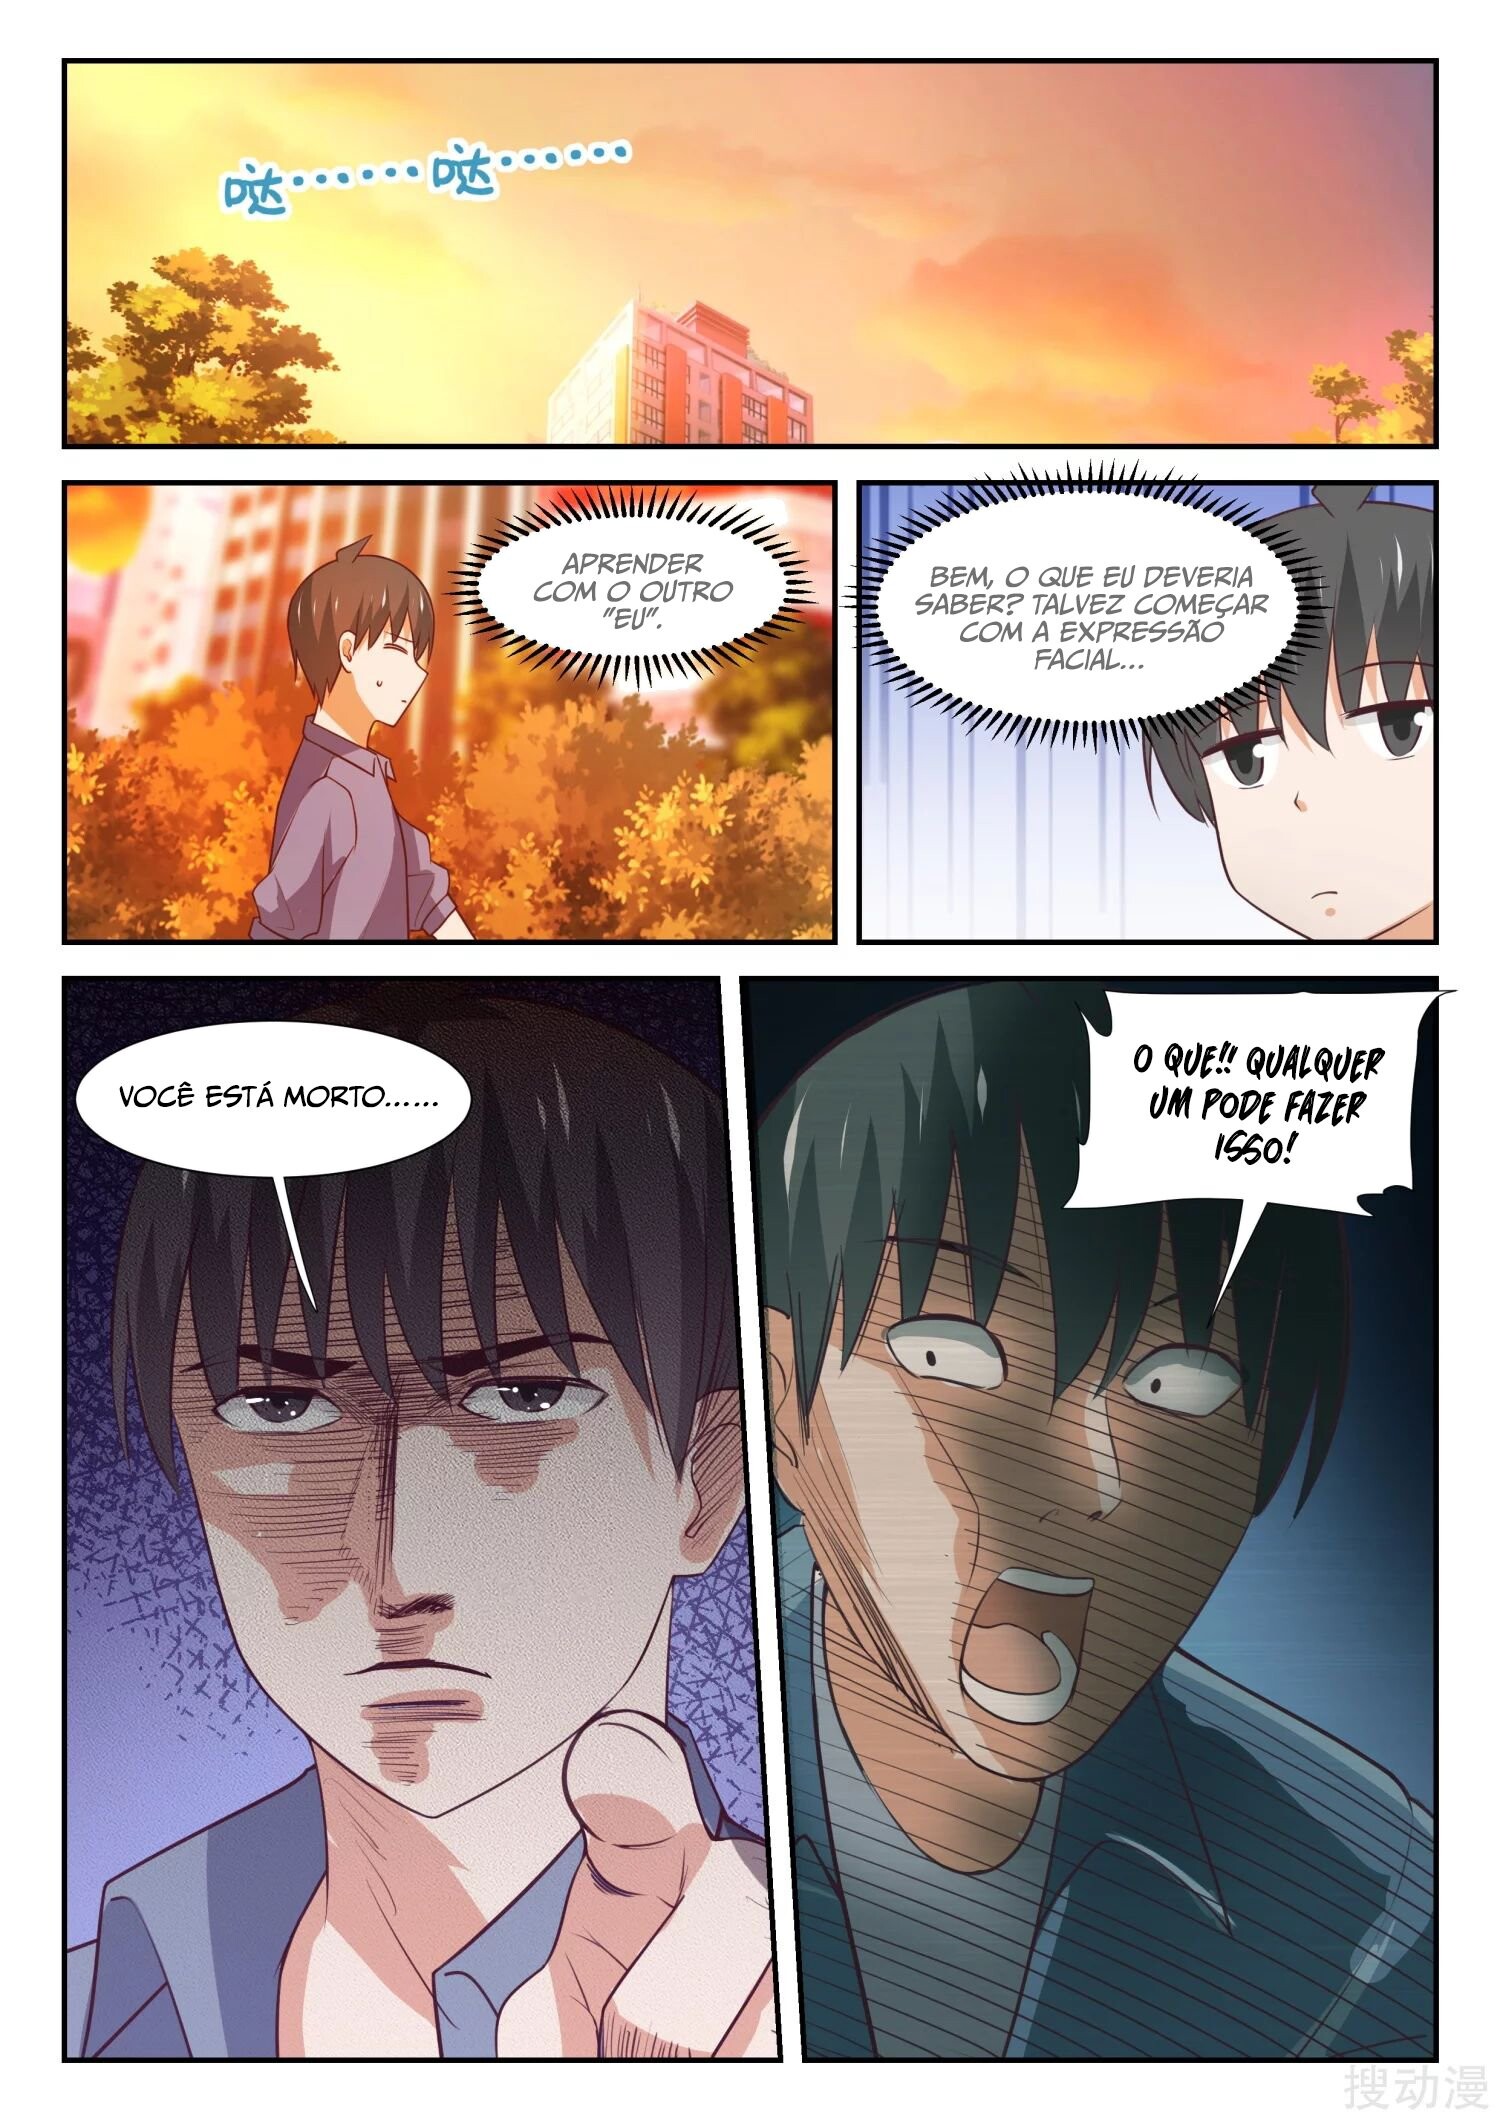 哒……哒……
APRENDER
COM O OUTRO
"EU".
BEM, O QUE EU DEVERIA
SABER? TALVEZ COMEÇAR
COM A EXPRESSÃO
FACIAL...
VOCÊ ESTÁ MORTO......
O QUE!! QUALQUER
UM PODE FAZER
ISSO!
搜动漫